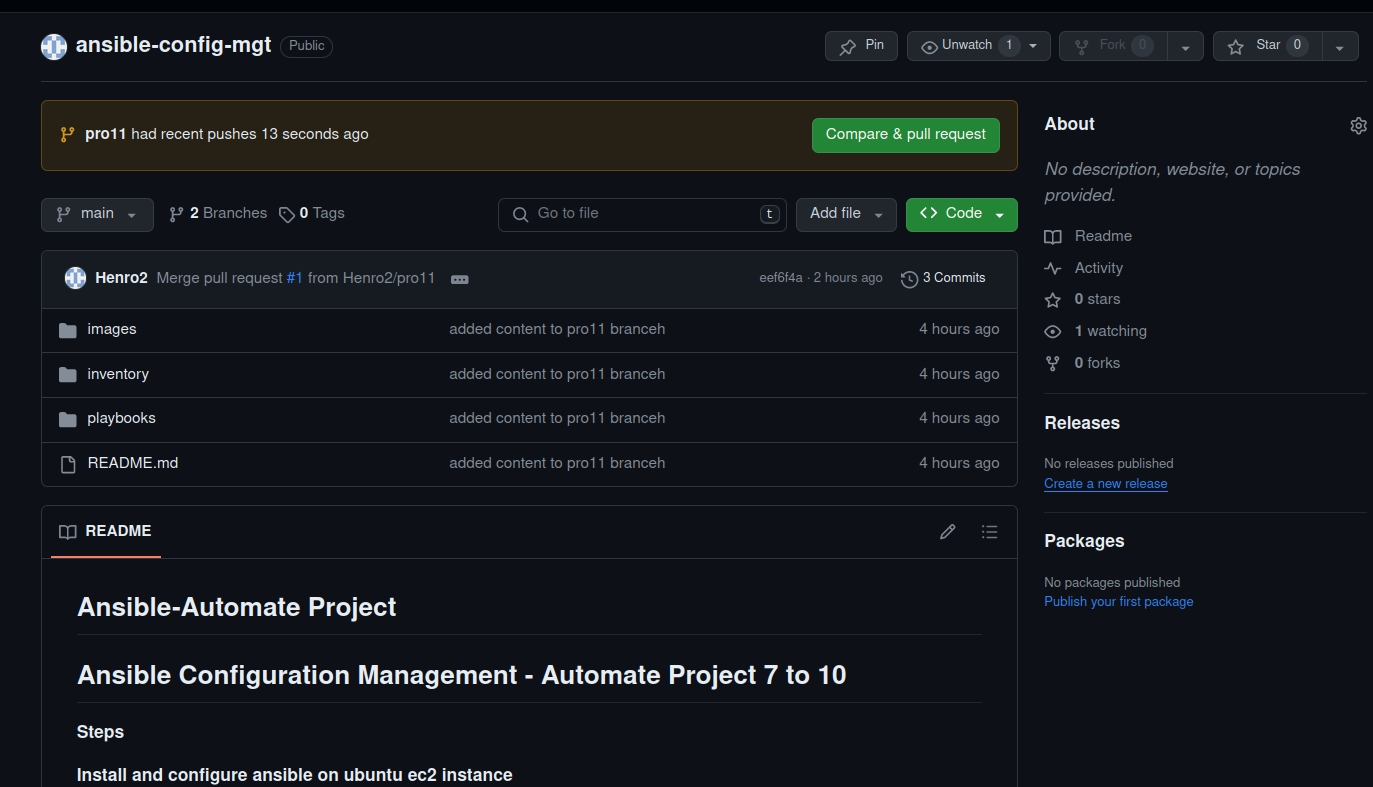 ansible-config-mgt Public Pin Unwatch 1 Fork 0 Star 0
pro11 had recent pushes 13 seconds ago Compare & pull request
main 2 Branches 0 Tags Go to file t Add file Code
Henro2 Merge pull request #1 from Henro2/pro11 eef6f4a · 2 hours ago 3 Commits
images added content to pro11 branceh 4 hours ago
inventory added content to pro11 branceh 4 hours ago
playbooks added content to pro11 branceh 4 hours ago
README.md added content to pro11 branceh 4 hours ago
README
Ansible-Automate Project
Ansible Configuration Management - Automate Project 7 to 10
Steps
Install and configure ansible on ubuntu ec2 instance
About
No description, website, or topics
provided.
Readme
Activity
0 stars
1 watching
0 forks
Releases
No releases published
Create a new release
Packages
No packages published
Publish your first package